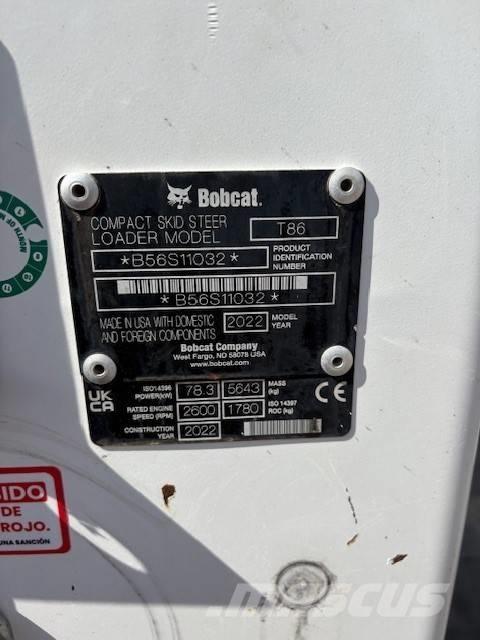 Bobcat.
COMPACT SKID STEER
LOADER MODEL T86
*B56S11032* PRODUCT IDENTIFICATION NUMBER
*B56S11032*
MADE IN USA WITH DOMESTIC
AND FOREIGN COMPONENTS 2022 MODEL YEAR
Bobcat Company
West Fargo, ND 58078 USA
www.bobcat.com
UK
CA
ISO14396
POWER(kW) 78.3 5643 MASS (kg)
CE
RATED ENGINE
SPEED (RPM) 2600 1780 ISO 14397 ROC (kg)
CONSTRUCTION
YEAR 2022
MONTH OF
BIDO
DE
ROJO.
UNA SANCIÓN
MASCUS